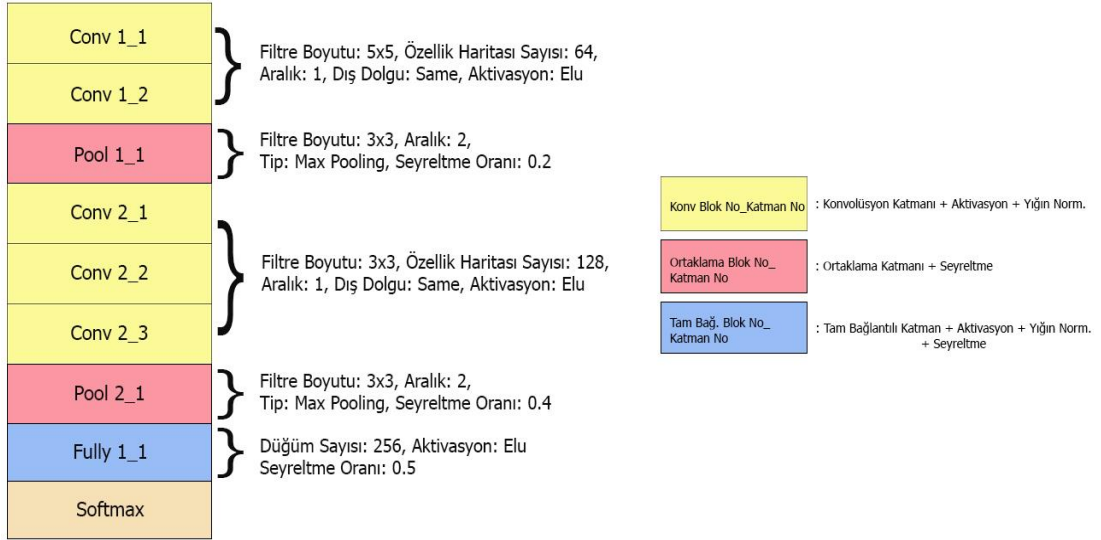 Conv 1_1
Conv 1_2
Filtre Boyutu: 5x5, Özellik Haritası Sayısı: 64,
Aralık: 1, Dış Dolgu: Same, Aktivasyon: Elu
Pool 1_1
Filtre Boyutu: 3x3, Aralık: 2,
Tip: Max Pooling, Seyreltme Oranı: 0.2
Conv 2_1
Conv 2_2
Conv 2_3
Filtre Boyutu: 3x3, Özellik Haritası Sayısı: 128,
Aralık: 1, Dış Dolgu: Same, Aktivasyon: Elu
Pool 2_1
Filtre Boyutu: 3x3, Aralık: 2,
Tip: Max Pooling, Seyreltme Oranı: 0.4
Fully 1_1
Düğüm Sayısı: 256, Aktivasyon: Elu
Seyreltme Oranı: 0.5
Softmax
Konv Blok No_Katman No
: Konvolüsyon Katmanı + Aktivasyon + Yığın Norm.
Ortaklama Blok No_
Katman No
: Ortaklama Katmanı + Seyreltme
Tam Bağ. Blok No_
Katman No
: Tam Bağlantılı Katman + Aktivasyon + Yığın Norm.
+ Seyreltme